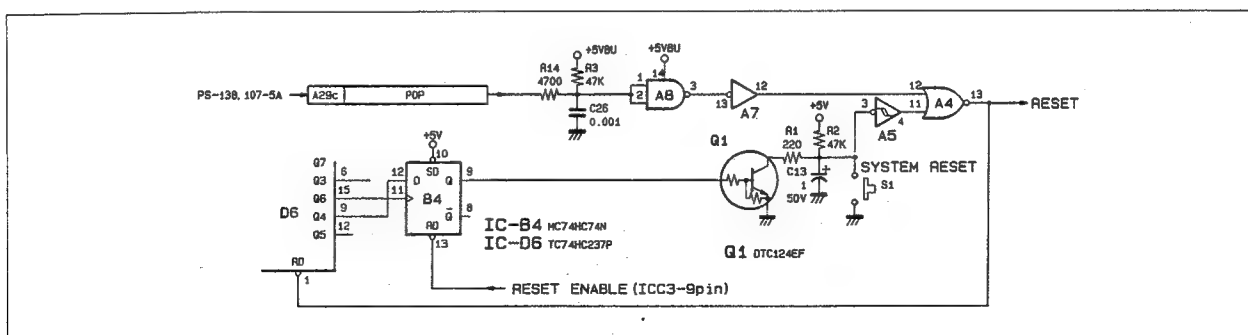 +5VBU
+5VBU
R14
4700
R3
47K
14
PS-138, 107-5A
A29c
POP
1
2
A8
3
13
A7
12
C26
0.001
12
11
A4
13
RESET
+5V
3
A5
4
Q1
R1
220
R2
47K
C13
1
50V
SYSTEM RESET
S1
+5V
10
Q7
Q3
6
Q6
15
Q4
9
Q5
12
D6
12
11
D
SD
Q
9
B4
Q
8
RD
13
IC-B4 MC74HC74N
IC-D6 TC74HC237P
Q1 DTC124EF
RD
1
RESET ENABLE (ICC3-9pin)